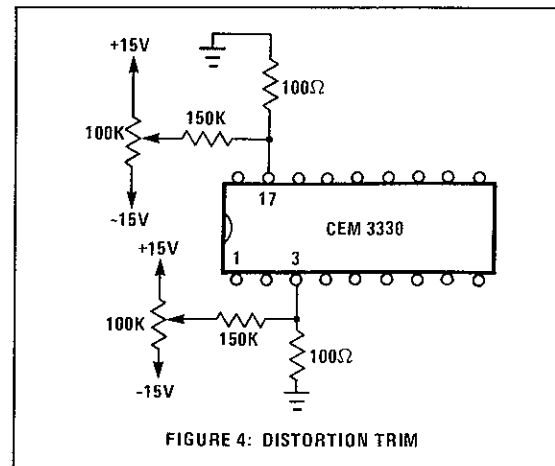 +15V
100Ω
150K
100K
17
-15V
CEM 3330
+15V
1 3
100K
150K
100Ω
-15V
FIGURE 4: DISTORTION TRIM